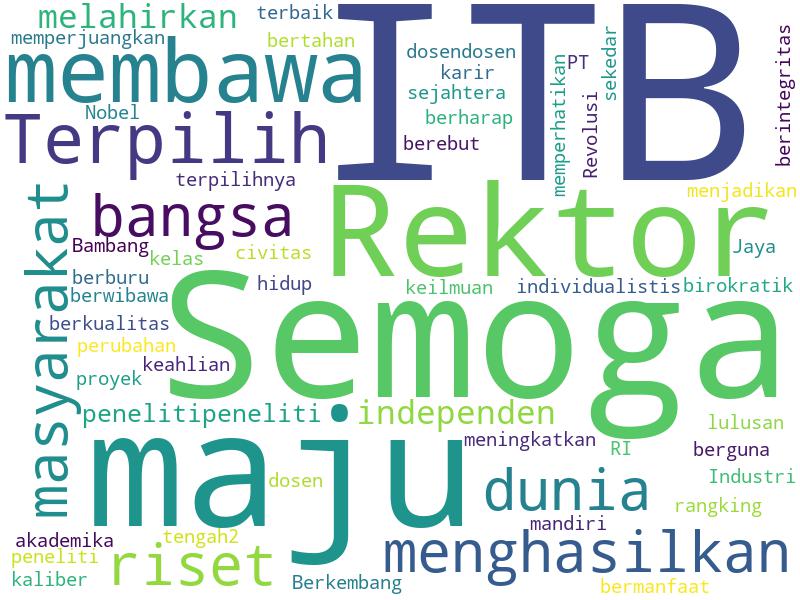 melahirkan
terbaik
ITB
memperjuangkan
bertahan
membawa
dosendosen
karir
PT
sekedar
berintegritas
sejahtera
memperhatikan
Revolusi
Nobel
berharap
Terpilih
berebut
terpilihnya
masyarakat
bangsa
Rektor
menjadikan
Bambang
kelas
civitas
Jaya
berburu
hidup
keilmuan
individualistis
birokratik
berwibawa
Semoga
berkualitas
perubahan
keahlian
proyek
penelitipeneliti
independen
lulusan
maju
meningkatkan
RI
berguna
dosen
dunia
Industri
rangking
mandiri
akademika
tengah2
peneliti
riset
menghasilkan
kaliber
Berkembang
bermanfaat